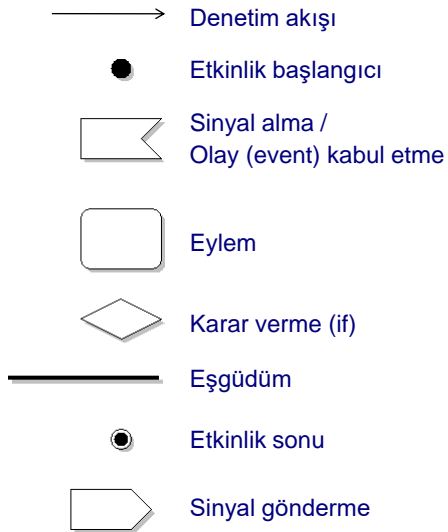 Denetim akışı
Etkinlik başlangıcı
Sinyal alma /
Olay (event) kabul etme
Eylem
Karar verme (if)
Eşgüdüm
Etkinlik sonu
Sinyal gönderme